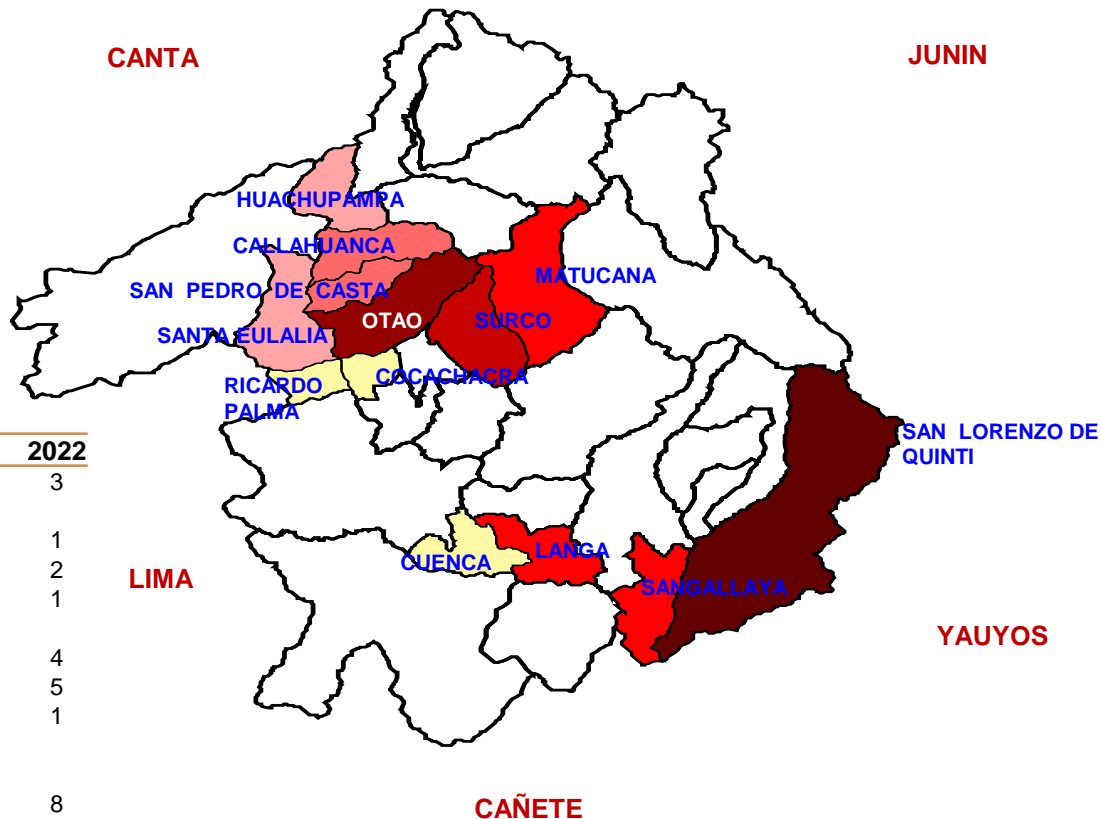 CANTA
JUNIN
HUACHUPAMPA
CALLAHUANCA
MATUCANA
SAN PEDRO DE CASTA
OTAO
SURCO
SANTA EULALIA
COCACHACRA
RICARDO
PALMA
SAN LORENZO DE
QUINTI
2022
3
1
2
1
4
5
1
8
LANGA
CUENCA
LIMA
SANGALLAYA
YAUYOS
CAÑETE